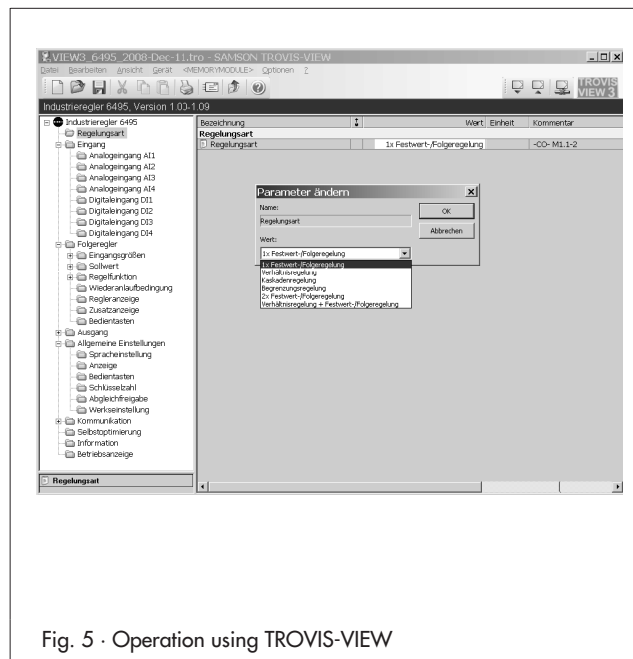 VIEW3_6495_2008-Dec-11.tro - SAMSON TROVIS-VIEW
Datei Bearbeiten Ansicht Gerät <MEMORYMODULE> Optionen ?
TROVIS
VIEW 3
Industrieregler 6495, Version 1.03-1.09
Industrieregler 6495
Regelungsart
Eingang
Analogeingang AI1
Analogeingang AI2
Analogeingang AI3
Analogeingang AI4
Digitaleingang DI1
Digitaleingang DI2
Digitaleingang DI3
Digitaleingang DI4
Folgeregler
Eingangsgrößen
Sollwert
Regelfunktion
Wiederanlaufbedingung
Regleranzeige
Zusatzanzeige
Bedientasten
Ausgang
Allgemeine Einstellungen
Spracheinstellung
Anzeige
Bedientasten
Schlüsselzahl
Abgleichfreigabe
Werkseinstellung
Kommunikation
Selbstoptimierung
Information
Betriebsanzeige
Regelungsart
Bezeichnung Wert Einheit Kommentar
Regelungsart
Regelungsart 1x Festwert-/Folgeregelung -CO- M1.1-2
Parameter ändern
Name:
Regelungsart
OK
Abbrechen
Wert:
1x Festwert-/Folgeregelung
1x Festwert-/Folgeregelung
Verhältnisregelung
Kaskadenregelung
Begrenzungsregelung
2x Festwert-/Folgeregelung
Verhältnisregelung + Festwert-/Folgeregelung
Fig. 5 · Operation using TROVIS-VIEW